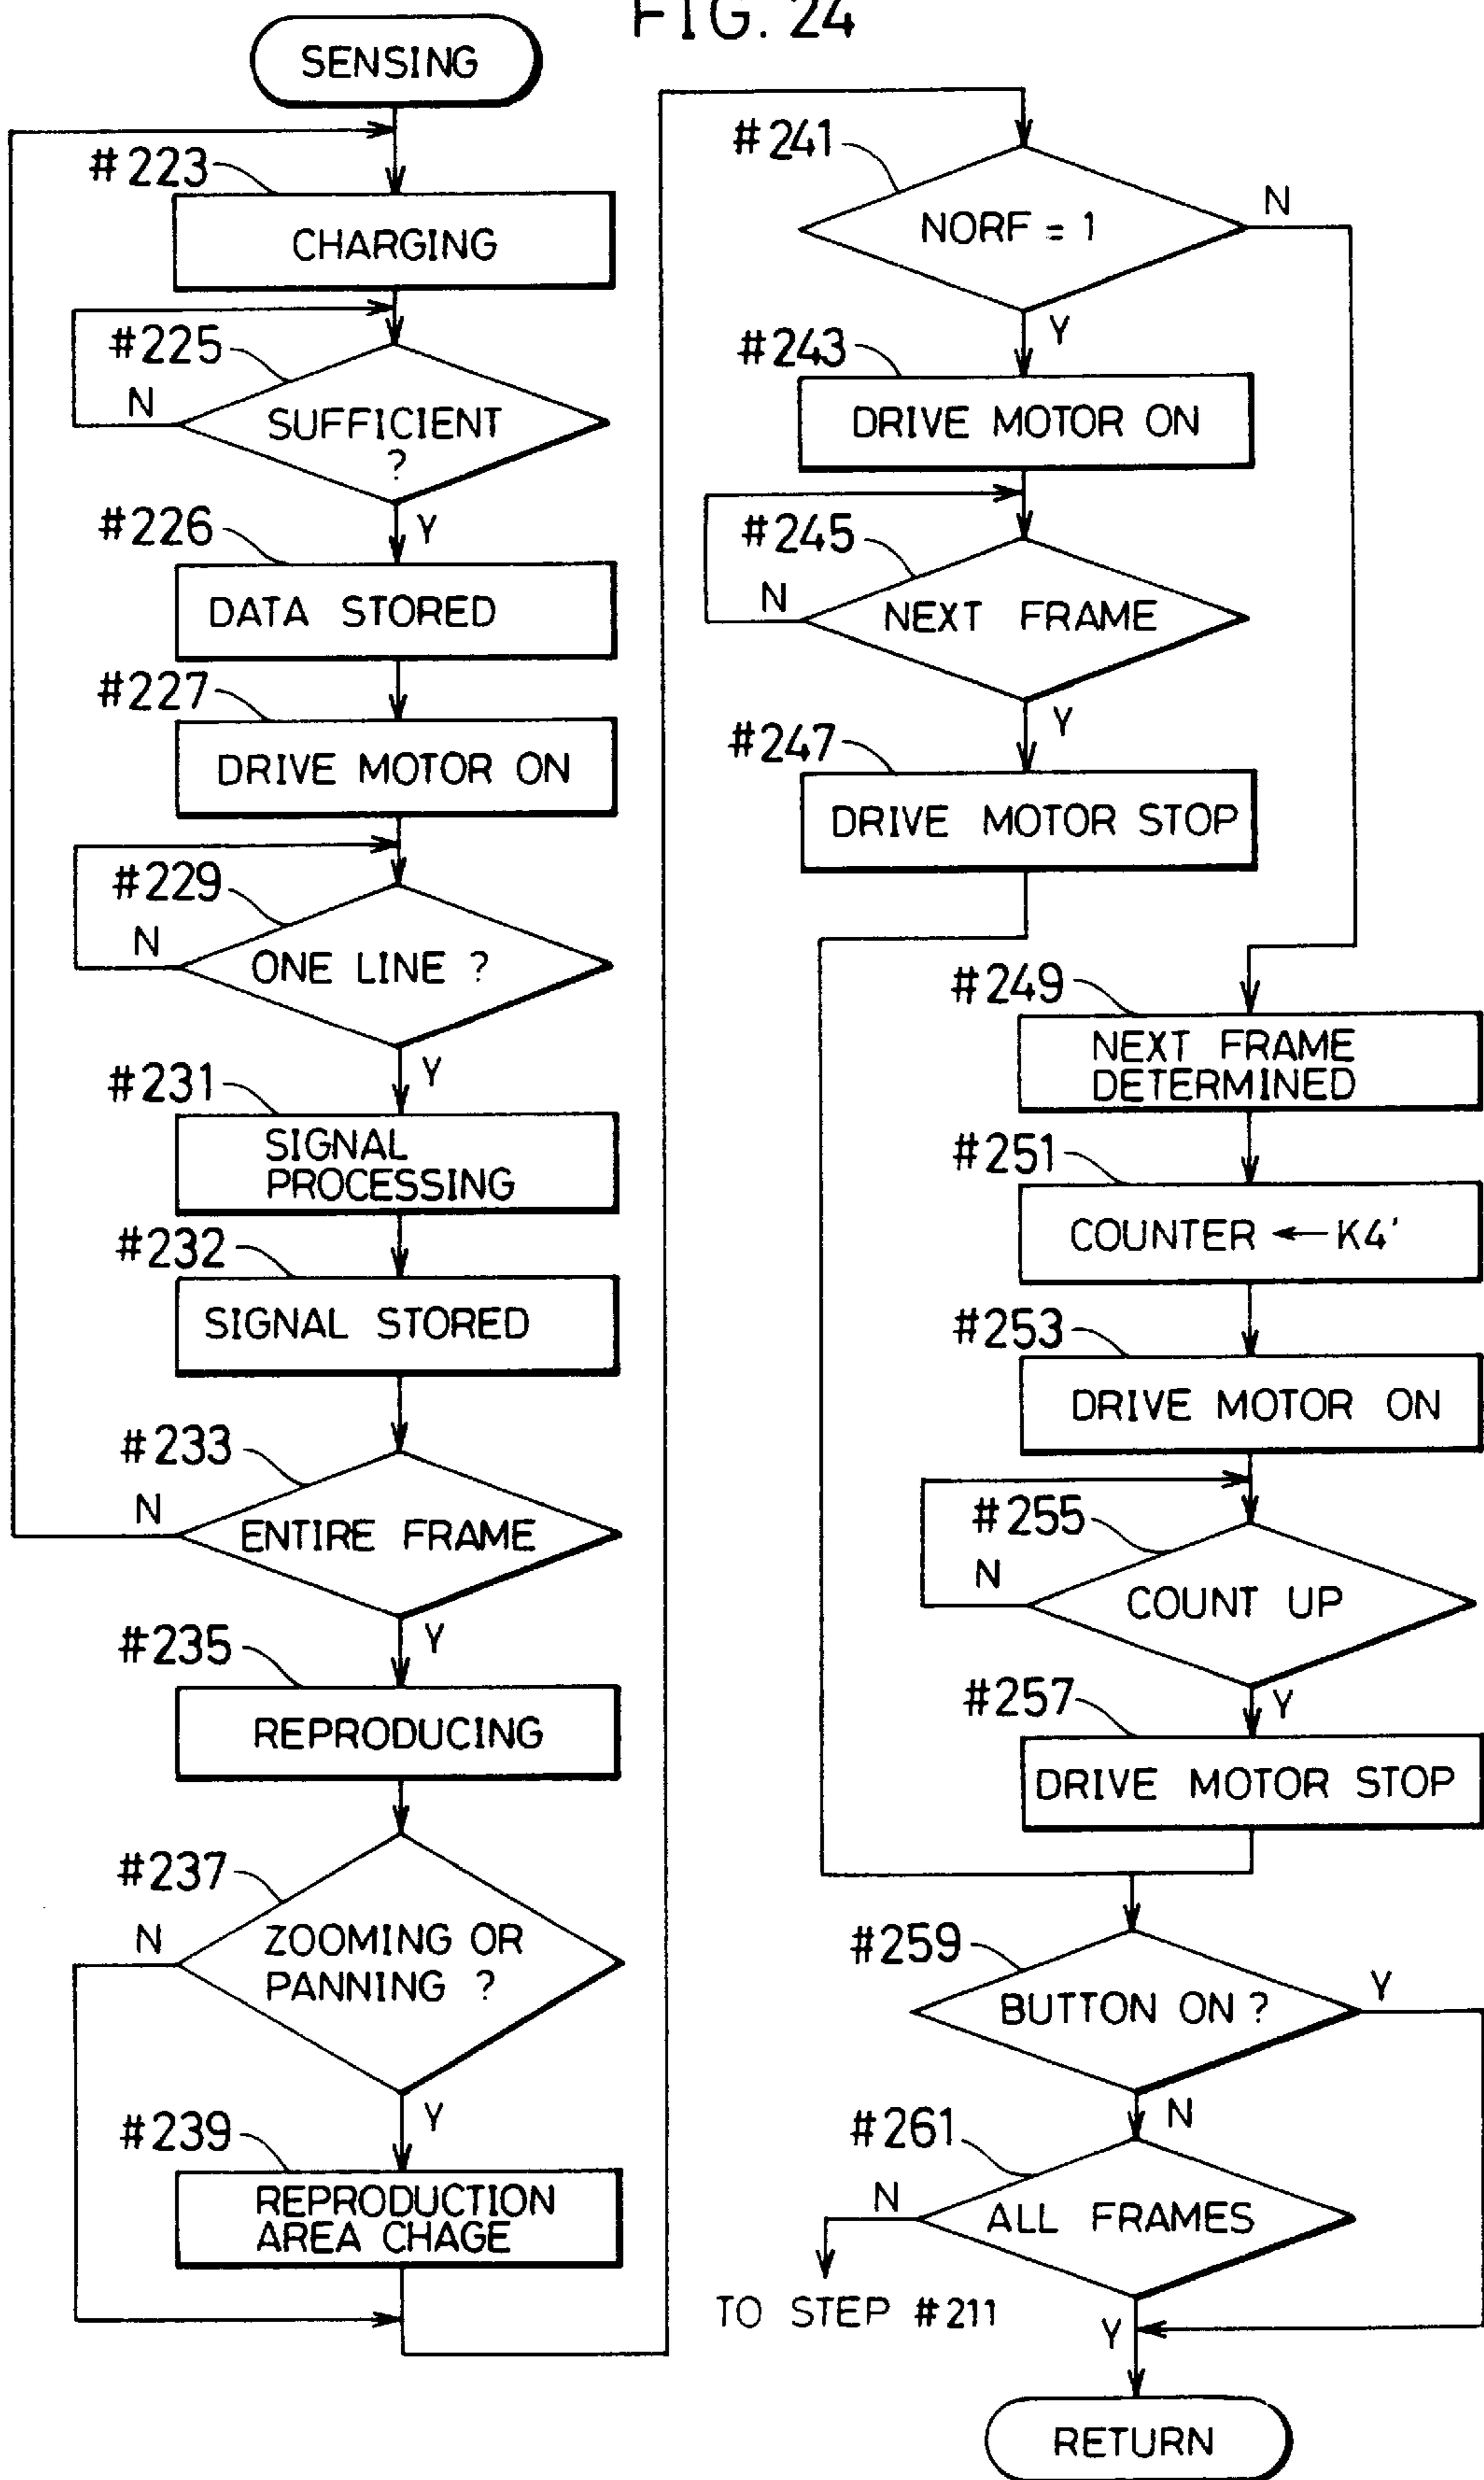 FIG. 24
SENSING
#223
CHARGING
#225
N
SUFFICIENT
?
Y
#226
DATA STORED
#227
DRIVE MOTOR ON
#229
N
ONE LINE ?
Y
#231
SIGNAL
PROCESSING
#232
SIGNAL STORED
#233
N
ENTIRE FRAME
Y
#235
REPRODUCING
#237
N
ZOOMING OR
PANNING ?
Y
#239
REPRODUCTION
AREA CHAGE
#241
N
NORF = 1
Y
#243
DRIVE MOTOR ON
#245
N
NEXT FRAME
Y
#247
DRIVE MOTOR STOP
#249
NEXT FRAME
DETERMINED
#251
COUNTER ← K4'
#253
DRIVE MOTOR ON
#255
N
COUNT UP
Y
#257
DRIVE MOTOR STOP
#259
BUTTON ON ?
Y
N
#261
N
ALL FRAMES
TO STEP #211
Y
RETURN